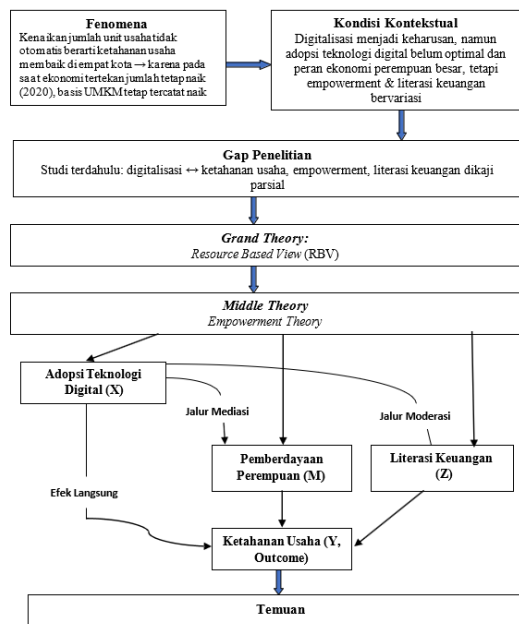 Fenomena
Kenaikan jumlah unit usaha tidak
otomatis berarti ketahanan usaha
membaik di empat kota → karena pada
saat ekonomi tertekan jumlah tetap naik
(2020), basis UMKM tetap tercatat naik
Kondisi Kontekstual
Digitalisasi menjadi keharusan, namun
adopsi teknologi digital belum optimal dan
peran ekonomi perempuan besar, tetapi
empowerment & literasi keuangan
bervariasi
Gap Penelitian
Studi terdahulu: digitalisasi ↔ ketahanan usaha, empowerment, literasi keuangan dikaji
parsial
Grand Theory:
Resource Based View (RBV)
Middle Theory
Empowerment Theory
Adopsi Teknologi
Digital (X)
Jalur Mediasi
Jalur Moderasi
Pemberdayaan
Perempuan (M)
Literasi Keuangan
(Z)
Efek Langsung
Ketahanan Usaha (Y,
Outcome)
Temuan